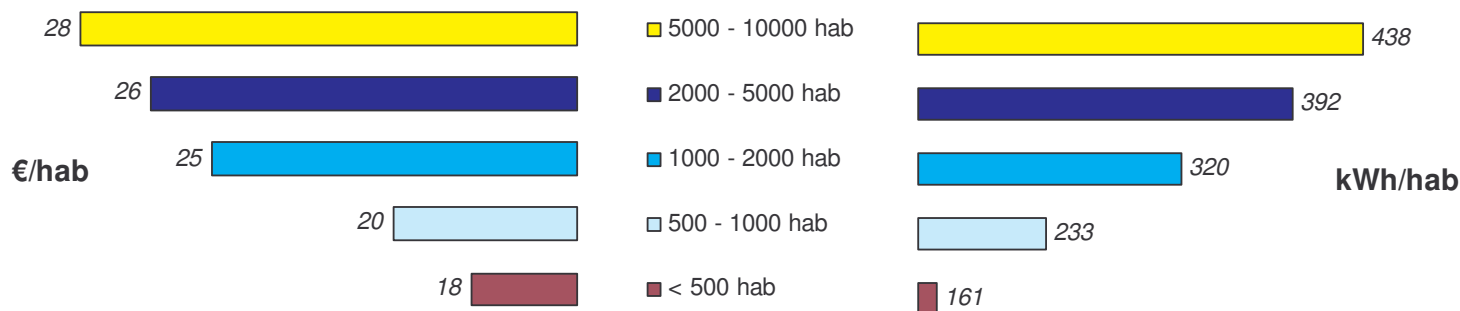 28 5000 - 10000 hab 438
26 2000 - 5000 hab 392
25 1000 - 2000 hab 320
€/hab kWh/hab
20 500 - 1000 hab 233
18 < 500 hab 161